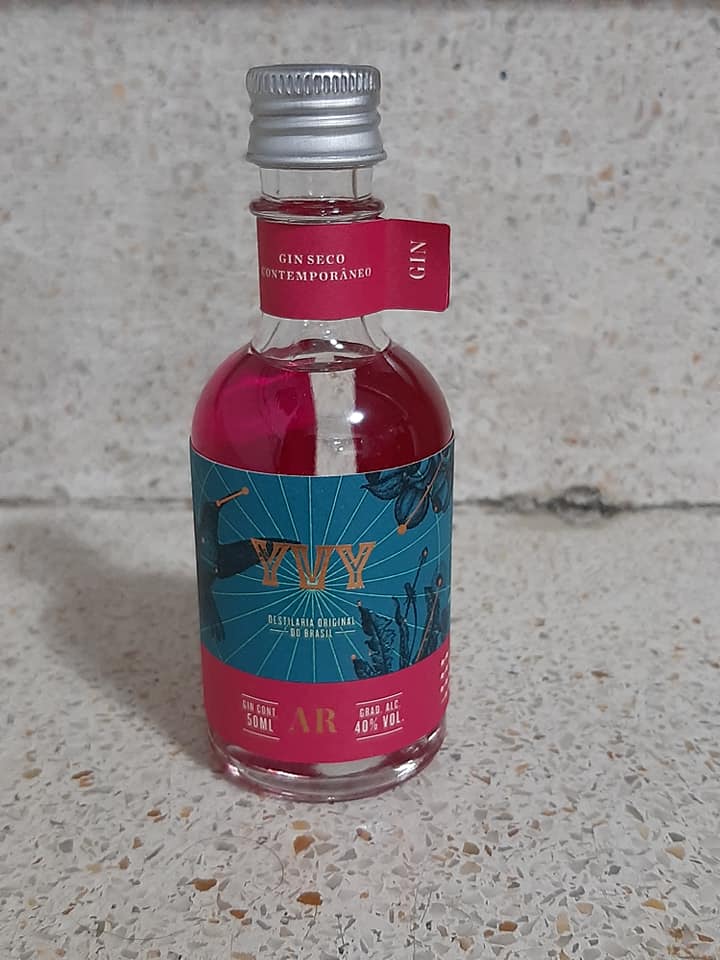 GIN SECO
CONTEMPORÂNEO
GIN
YVY
DESTILARIA ORIGINAL
DO BRASIL
GIN CONT.
50ML
AR
GRAD. ALC.
40% VOL.